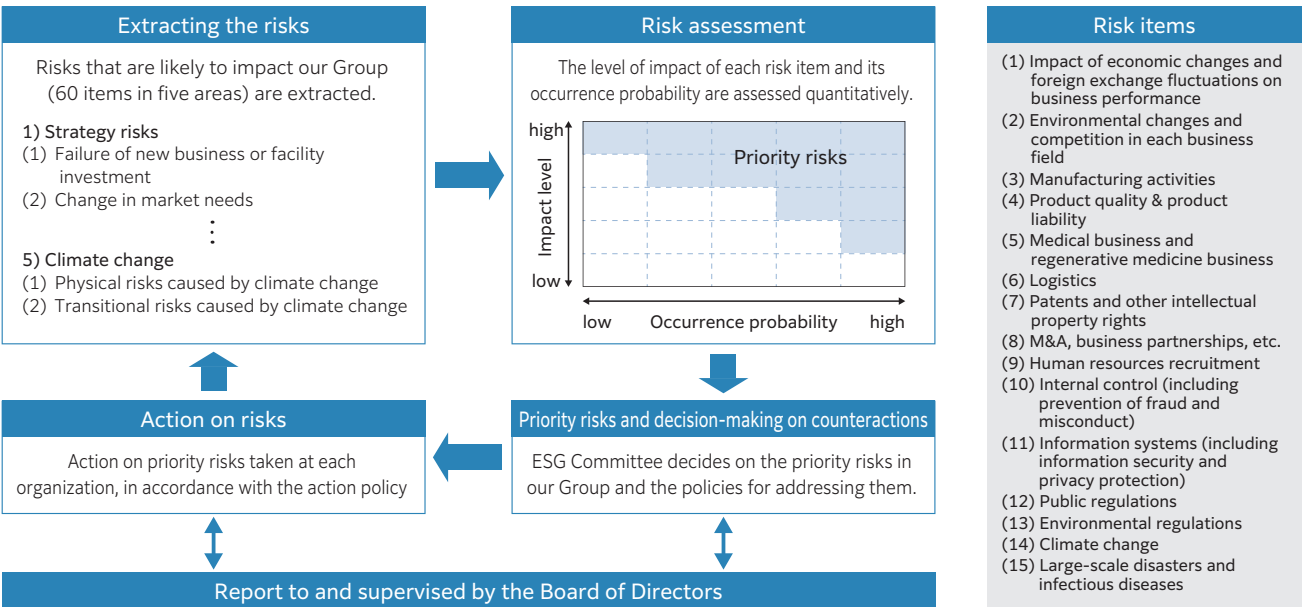 Extracting the risks
Risks that are likely to impact our Group
(60 items in five areas) are extracted.
1) Strategy risks
(1) Failure of new business or facility
investment
(2) Change in market needs
⋮
5) Climate change
(1) Physical risks caused by climate change
(2) Transitional risks caused by climate change
Risk assessment
The level of impact of each risk item and its
occurrence probability are assessed quantitatively.
high
Impact level
low
Priority risks
low Occurrence probability high
Priority risks and decision-making on counteractions
ESG Committee decides on the priority risks in
our Group and the policies for addressing them.
Action on risks
Action on priority risks taken at each
organization, in accordance with the action policy
Report to and supervised by the Board of Directors
Risk items
(1) Impact of economic changes and
foreign exchange fluctuations on
business performance
(2) Environmental changes and
competition in each business
field
(3) Manufacturing activities
(4) Product quality & product
liability
(5) Medical business and
regenerative medicine business
(6) Logistics
(7) Patents and other intellectual
property rights
(8) M&A, business partnerships, etc.
(9) Human resources recruitment
(10) Internal control (including
prevention of fraud and
misconduct)
(11) Information systems (including
information security and
privacy protection)
(12) Public regulations
(13) Environmental regulations
(14) Climate change
(15) Large-scale disasters and
infectious diseases